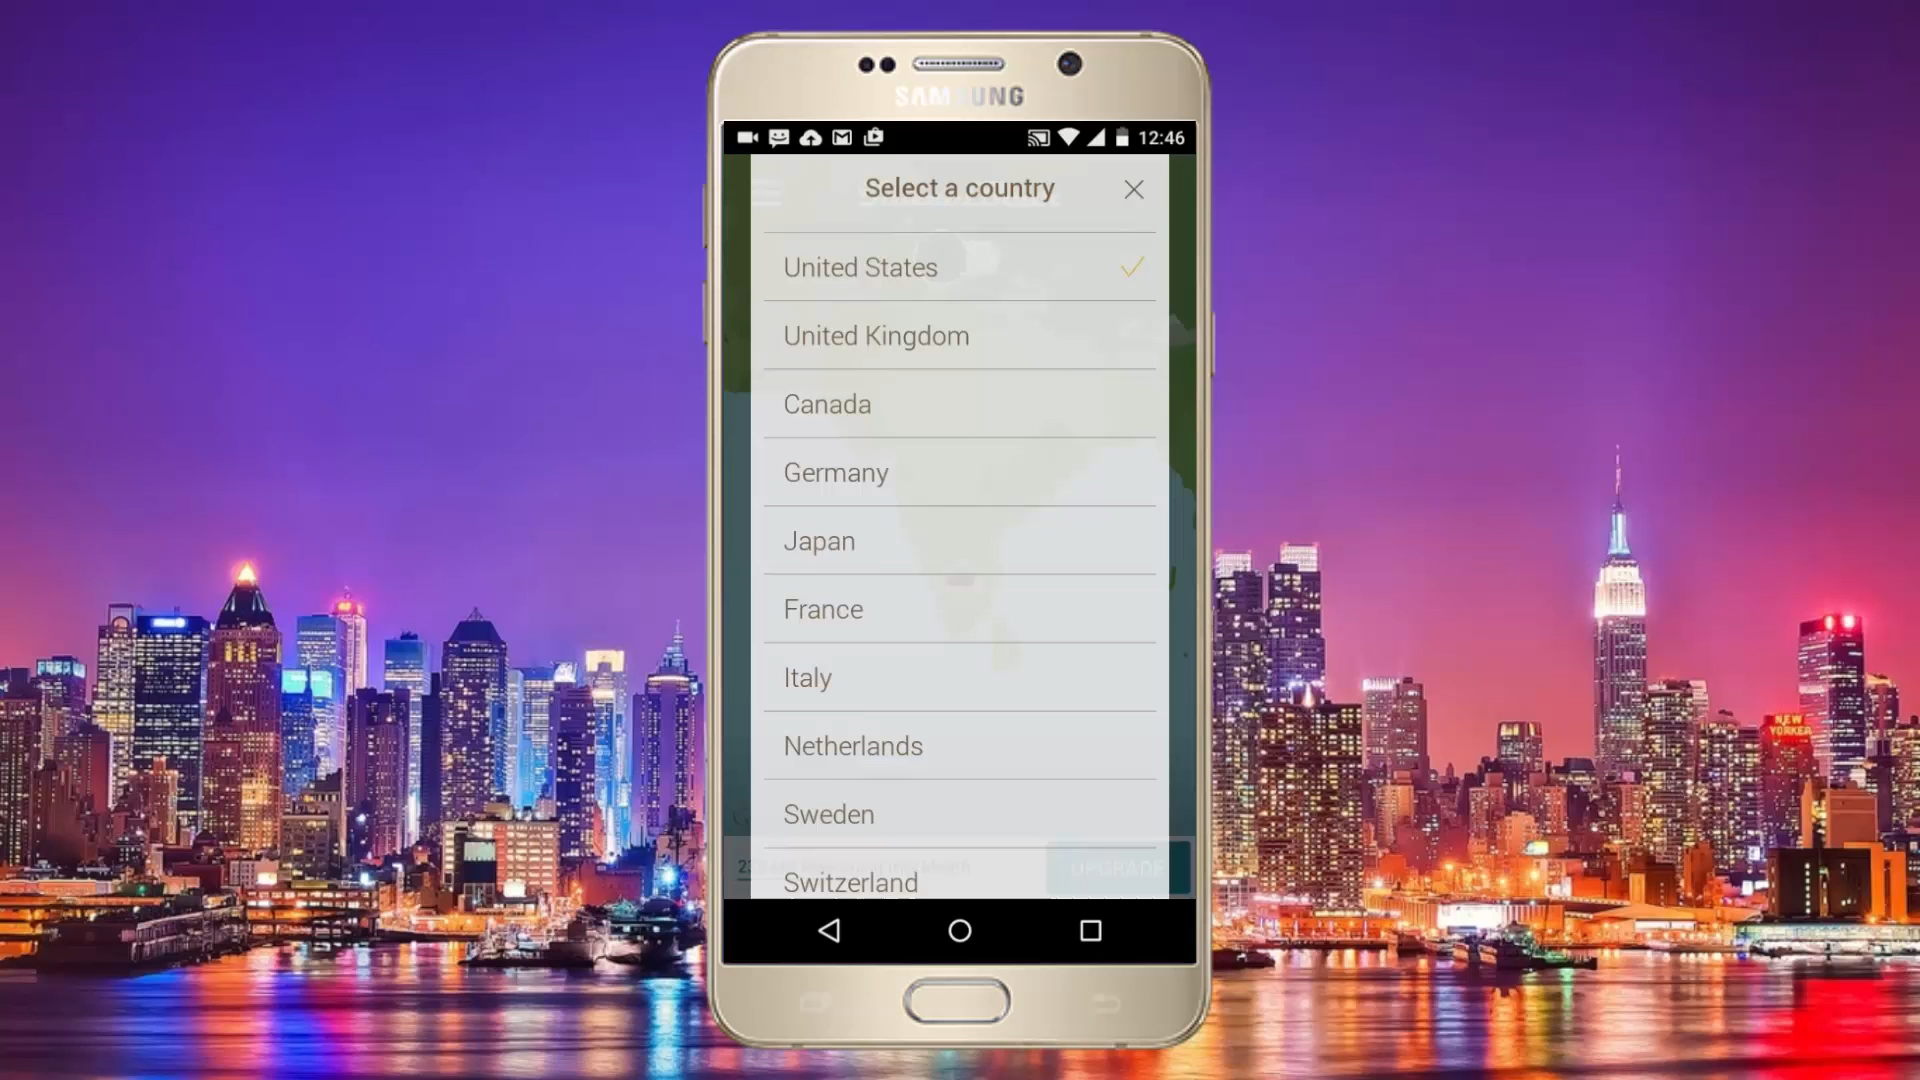 SAMSUNG
12:46
Select a country
United States
United Kingdom
Canada
Germany
Japan
France
Italy
Netherlands
Sweden
UPGRADE
Switzerland
NEW
YORKER